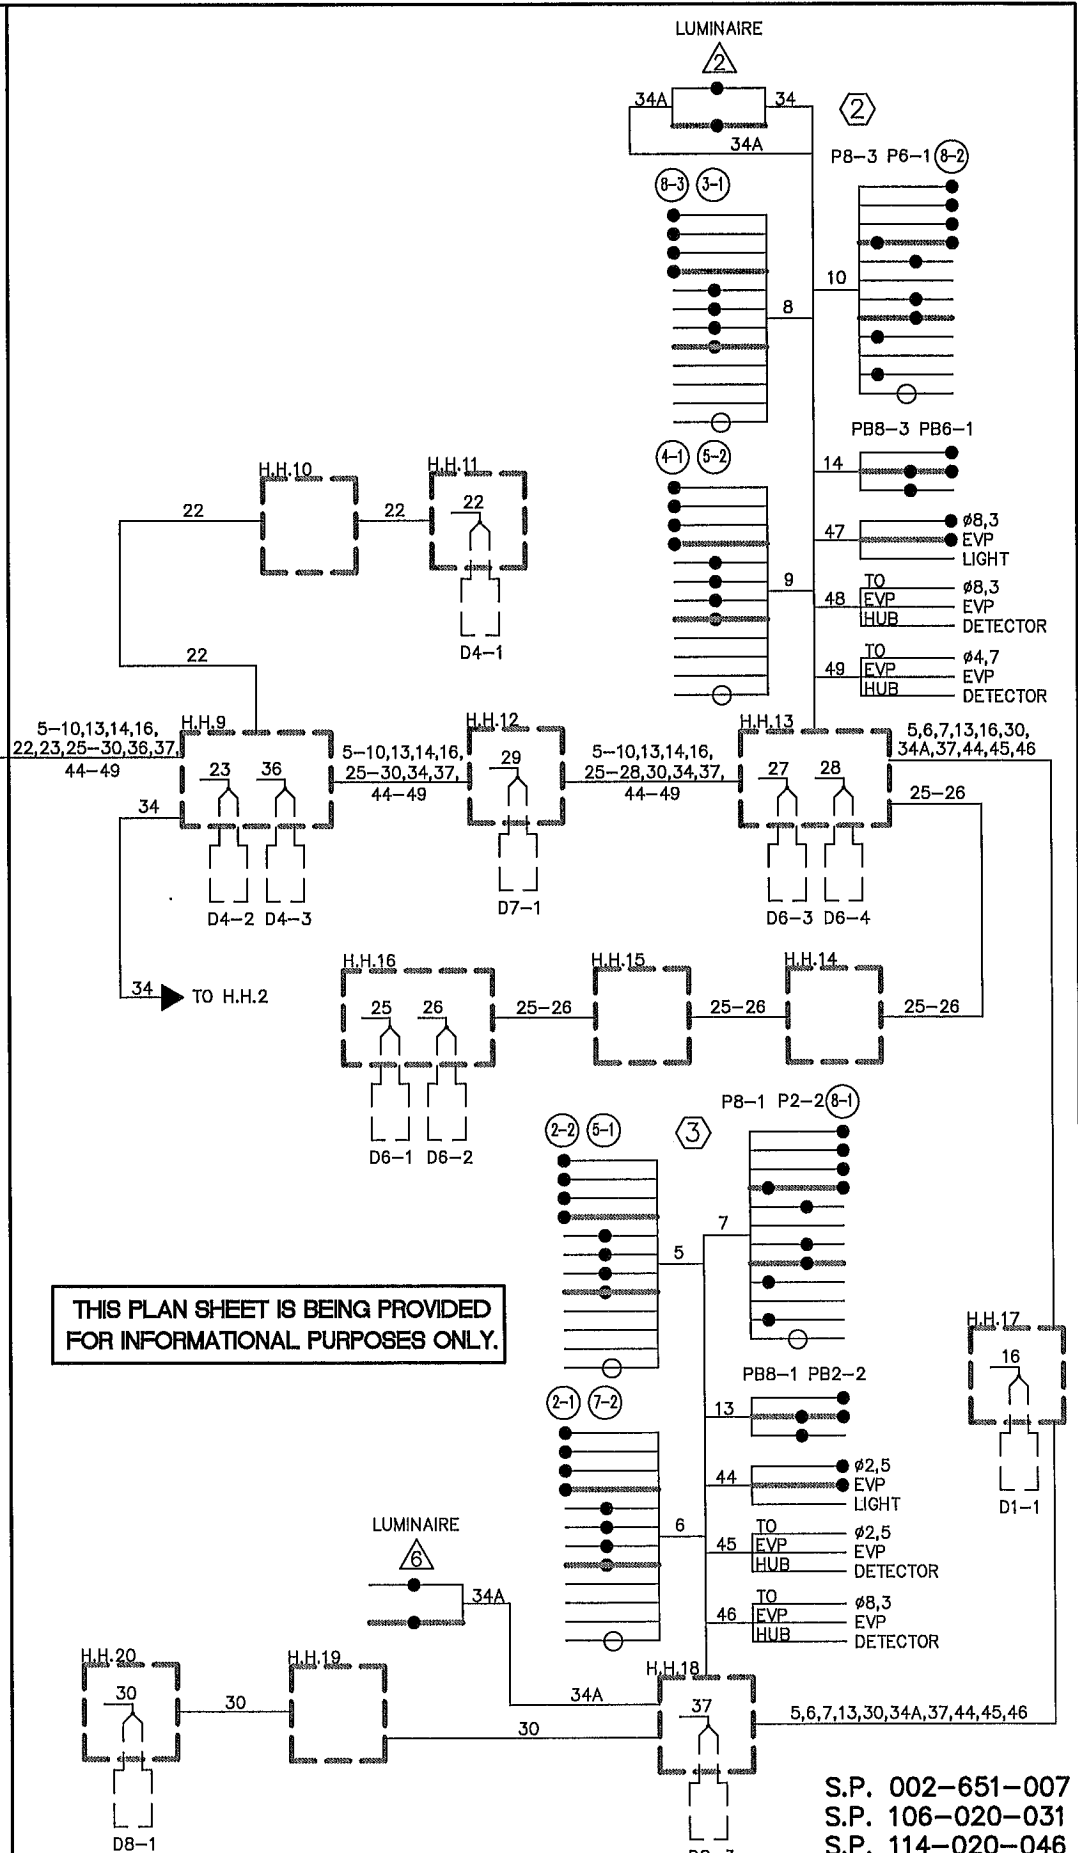 LUMINAIRE
2
34A
34
2
34A
P8-3 P6-1 8-2
8-3 3-1
10
8
PB8-3 PB6-1
4-1 5-2
14
H.H.10
H.H.11
22
22
22
47
ø8,3
EVP
LIGHT
9
48
TO
EVP
HUB
ø8,3
EVP
DETECTOR
D4-1
22
49
TO
EVP
HUB
ø4,7
EVP
DETECTOR
5-10,13,14,16,
22,23,25-30,36,37,
44-49
H.H.9
23
36
5-10,13,14,16,
25-30,34,37,
44-49
H.H.12
29
5-10,13,14,16,
25-28,30,34,37,
44-49
H.H.13
27
28
5,6,7,13,16,30,
34A,37,44,45,46
25-26
34
D4-2 D4-3
D7-1
D6-3 D6-4
34
TO H.H.2
H.H.16
25
26
25-26
H.H.15
25-26
H.H.14
25-26
D6-1 D6-2
P8-1 P2-2 8-1
2-2 5-1
3
7
5
THIS PLAN SHEET IS BEING PROVIDED
FOR INFORMATIONAL PURPOSES ONLY.
H.H.17
16
D1-1
PB8-1 PB2-2
2-1 7-2
13
44
ø2,5
EVP
LIGHT
6
45
TO
EVP
HUB
ø2,5
EVP
DETECTOR
LUMINAIRE
6
34A
46
TO
EVP
HUB
ø8,3
EVP
DETECTOR
H.H.20
30
30
H.H.19
34A
30
H.H.18
37
5,6,7,13,30,34A,37,44,45,46
D8-1
S.P. 002-651-007
S.P. 106-020-031
S.P. 114-020-046